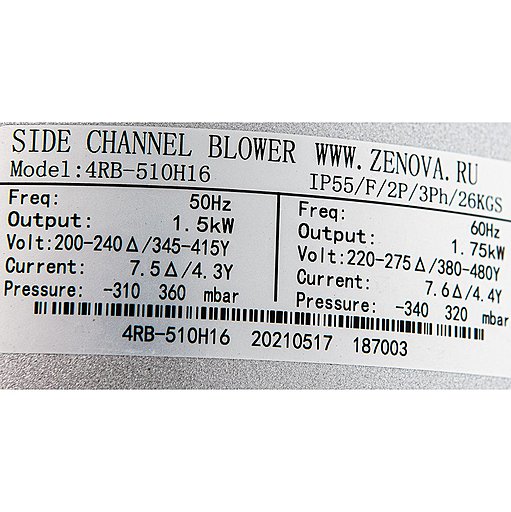 SIDE CHANNEL BLOWER WWW.ZENOVA.RU
Model:4RB-510H16 IP55/F/2P/3Ph/26KGS
Freq: 50Hz
Output: 1.5kW
Volt:200-240Δ/345-415Y
Current: 7.5Δ/4.3Y
Pressure: -310 360 mbar
Freq: 60Hz
Output: 1.75kW
Volt:220-275Δ/380-480Y
Current: 7.6Δ/4.4Y
Pressure: -340 320 mbar
4RB-510H16 20210517 187003